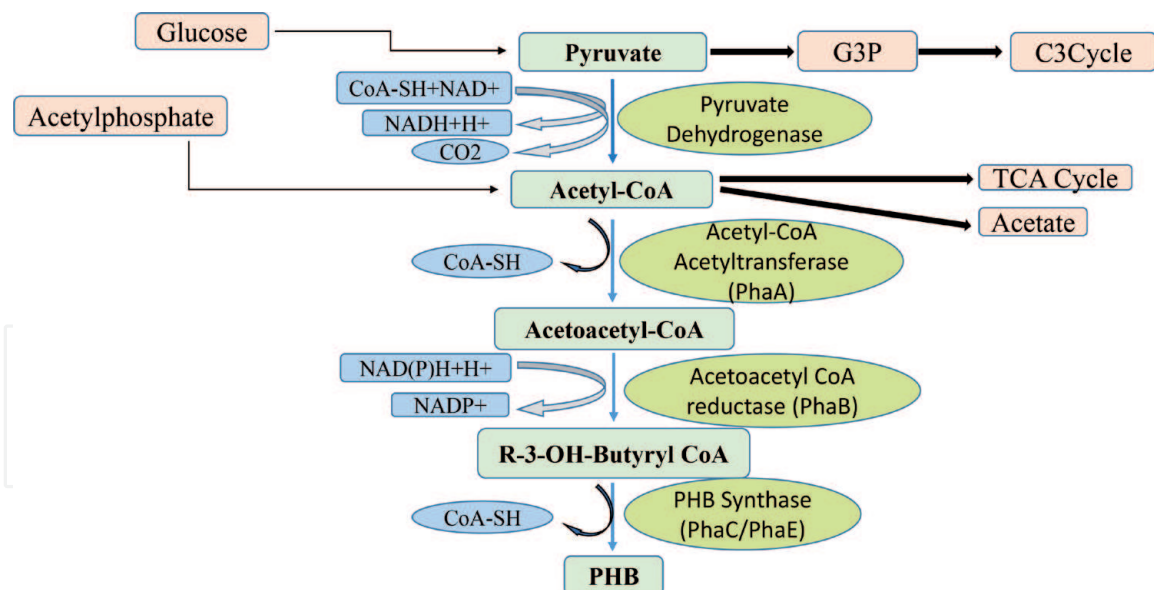 Glucose
Pyruvate
G3P
C3Cycle
CoA-SH+NAD+
NADH+H+
CO2
Pyruvate
Dehydrogenase
Acetylphosphate
Acetyl-CoA
TCA Cycle
Acetate
CoA-SH
Acetyl-CoA
Acetyltransferase
(PhaA)
Acetoacetyl-CoA
NAD(P)H+H+
NADP+
Acetoacetyl CoA
reductase (PhaB)
R-3-OH-Butyryl CoA
CoA-SH
PHB Synthase
(PhaC/PhaE)
PHB